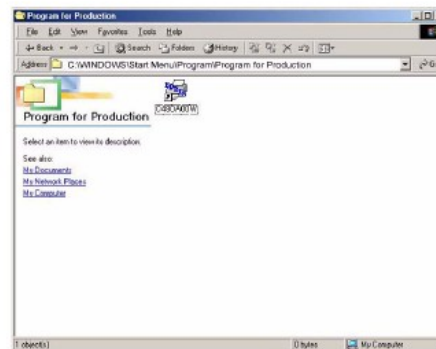 Program for Production
File Edit View Favorites Tools Help
Back Search Folders History
Address C:\WINDOWS\Start Menu\Program\Program for Production
Program for Production
Select an item to view its description.
See also:
My Documents
My Network Places
My Computer
1 object(s) 0 bytes My Computer